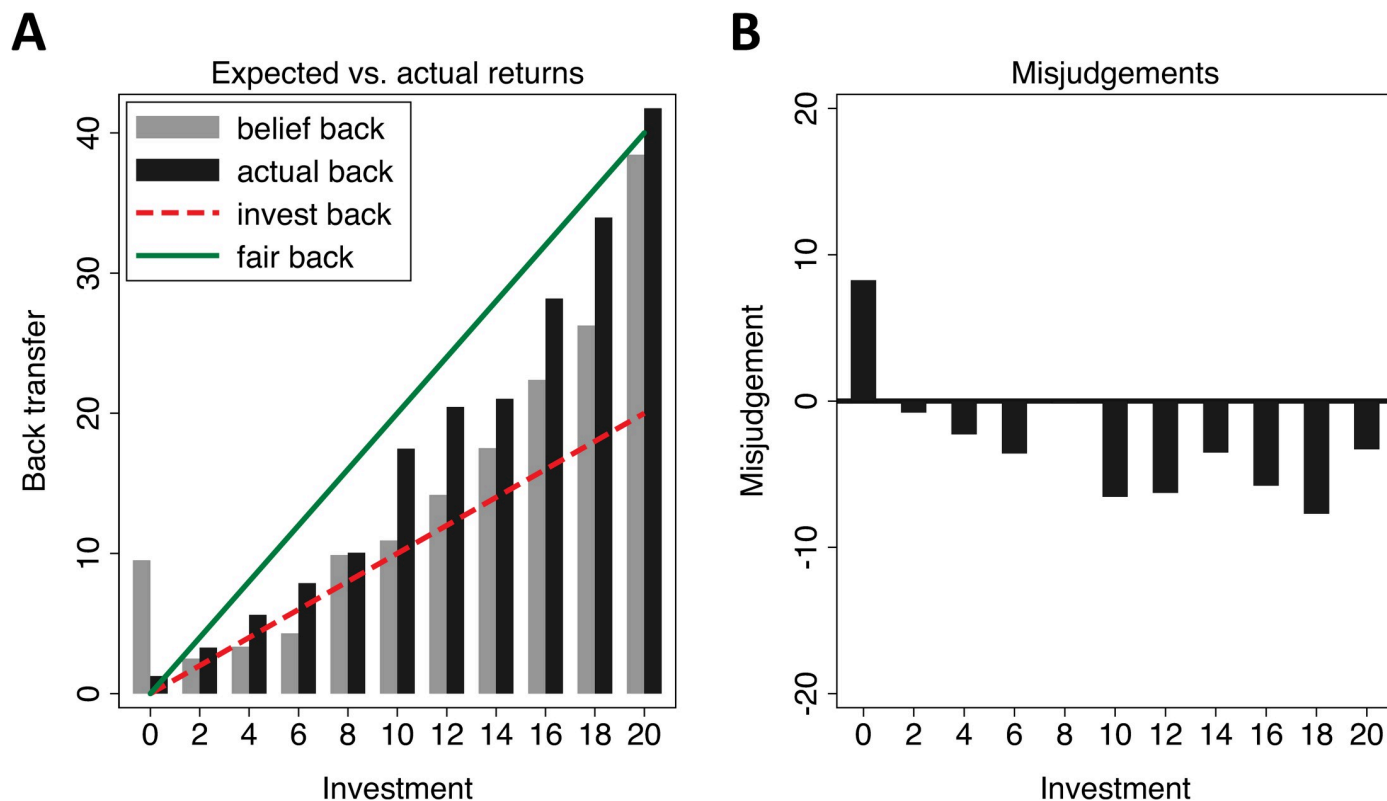 A
Expected vs. actual returns
belief back
actual back
invest back
fair back
Back transfer
0
10
20
30
40
0 2 4 6 8 10 12 14 16 18 20
Investment
B
Misjudgements
Misjudgement
20
10
0
-10
-20
0 2 4 6 8 10 12 14 16 18 20
Investment